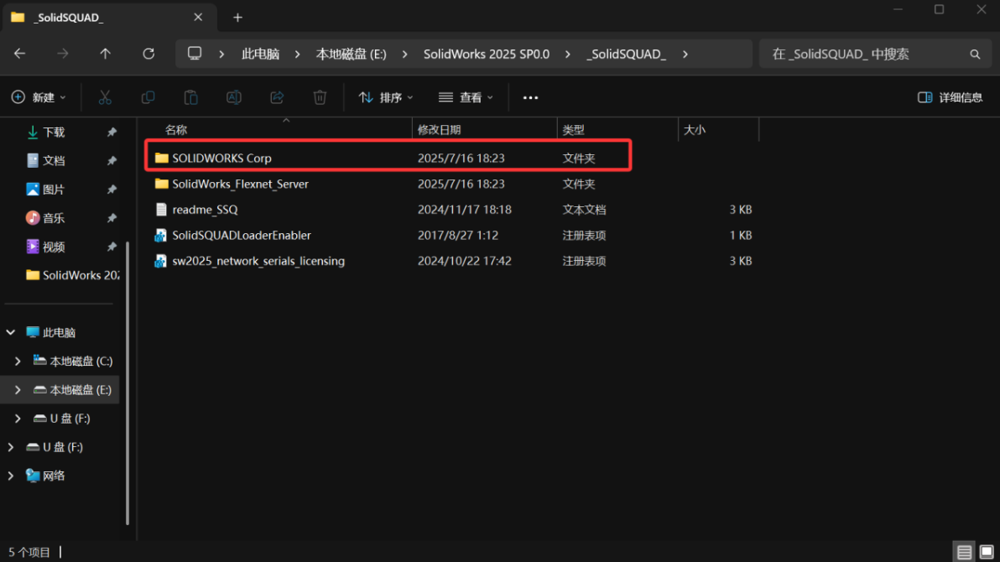 _SolidSQUAD_
此电脑 本地磁盘 (E:) SolidWorks 2025 SP0.0 _SolidSQUAD_ 在 _SolidSQUAD_ 中搜索
新建 排序 查看 详细信息
名称 修改日期 类型 大小
下载
文档
图片
音乐
视频
SolidWorks 202
此电脑
本地磁盘 (C:)
本地磁盘 (E:)
U 盘 (F:)
U 盘 (F:)
网络
SOLIDWORKS Corp 2025/7/16 18:23 文件夹
SolidWorks_Flexnet_Server 2025/7/16 18:23 文件夹
readme_SSQ 2024/11/17 18:18 文本文档 3 KB
SolidSQUADLoaderEnabler 2017/8/27 1:12 注册表项 1 KB
sw2025_network_serials_licensing 2024/10/22 17:42 注册表项 3 KB
5 个项目